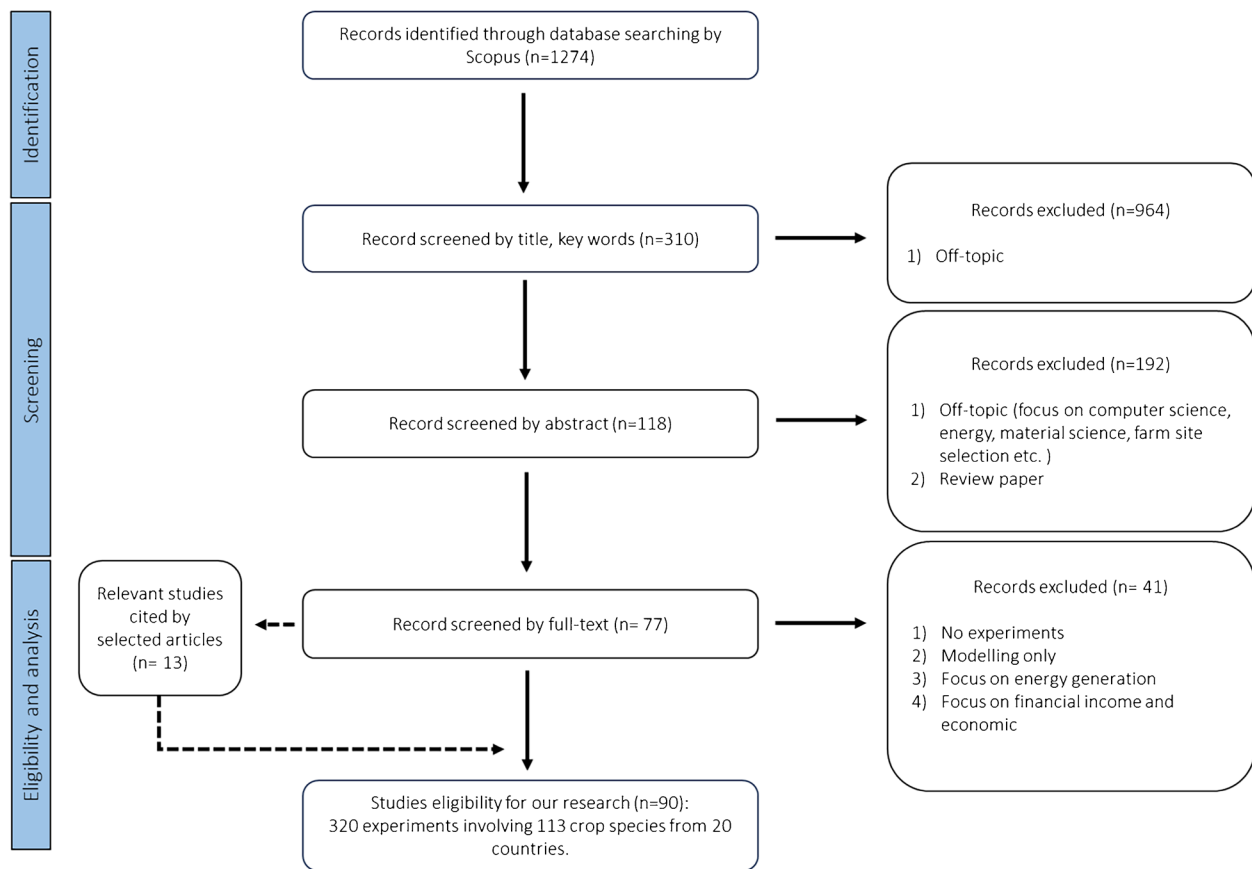 Identification
Records identified through database searching by
Scopus (n=1274)
Screening
Record screened by title, key words (n=310)
Records excluded (n=964)
1) Off-topic
Record screened by abstract (n=118)
Records excluded (n=192)
1) Off-topic (focus on computer science,
energy, material science, farm site
selection etc. )
2) Review paper
Eligibility and analysis
Relevant studies
cited by
selected articles
(n= 13)
Record screened by full-text (n= 77)
Records excluded (n= 41)
1) No experiments
2) Modelling only
3) Focus on energy generation
4) Focus on financial income and
economic
Studies eligibility for our research (n=90):
320 experiments involving 113 crop species from 20
countries.